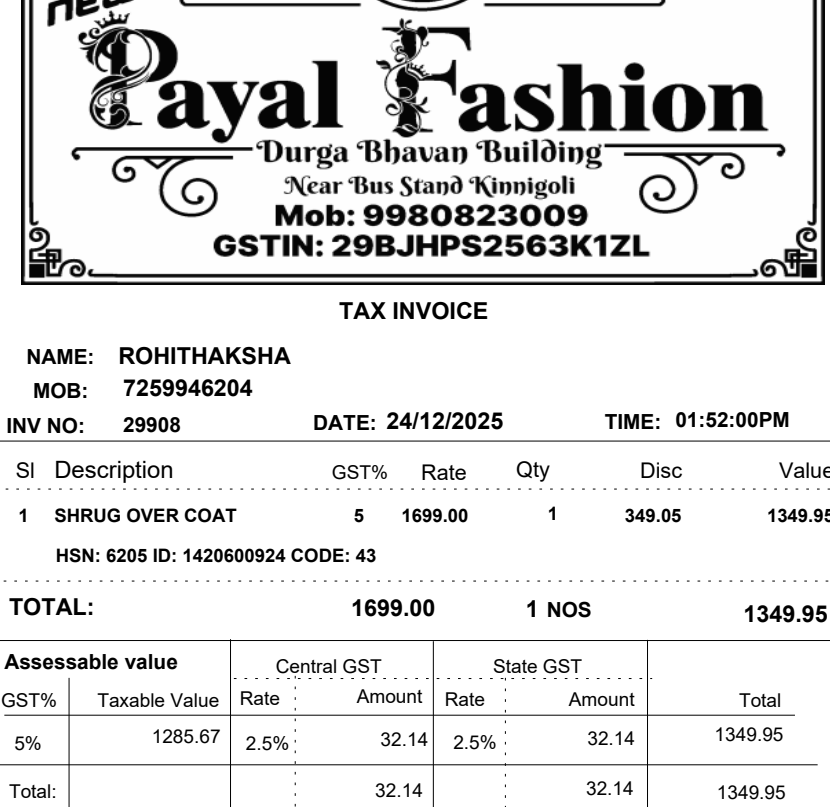 new
Payal Fashion
Durga Bhavan Building
Near Bus Stand Kinnigoli
Mob: 9980823009
GSTIN: 29BJHPS2563K1ZL
TAX INVOICE
NAME: ROHITHAKSHA
MOB: 7259946204
INV NO: 29908 DATE: 24/12/2025 TIME: 01:52:00PM
Sl Description GST% Rate Qty Disc Value
1 SHRUG OVER COAT 5 1699.00 1 349.05 1349.95
HSN: 6205 ID: 1420600924 CODE: 43
TOTAL: 1699.00 1 NOS 1349.95
Assessable value Central GST State GST
GST% Taxable Value Rate Amount Rate Amount Total
5% 1285.67 2.5% 32.14 2.5% 32.14 1349.95
Total: 32.14 32.14 1349.95